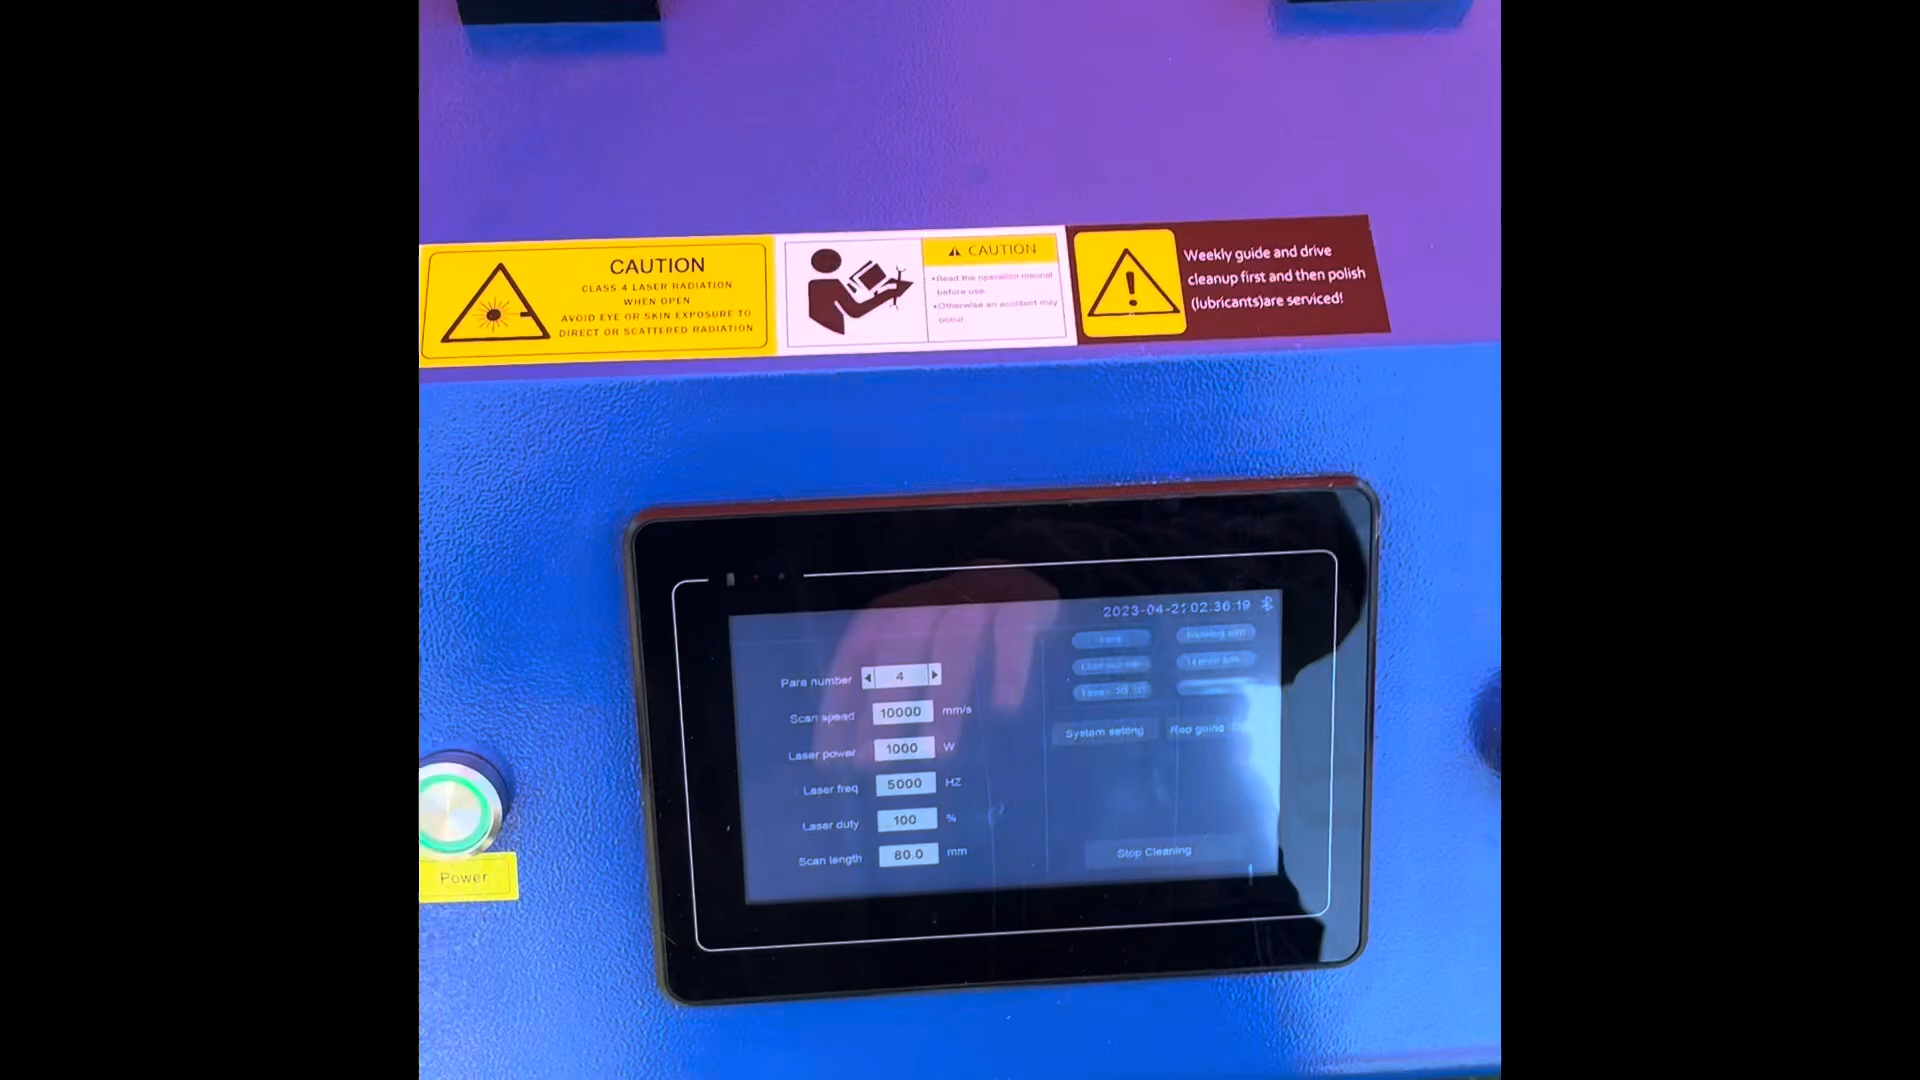 CAUTION
CLASS 4 LASER RADIATION
WHEN OPEN
AVOID EYE OR SKIN EXPOSURE TO
DIRECT OR SCATTERED RADIATION
CAUTION
•Read the operation maunal
before use.
•Otherwise an accident may
occur.
Weekly guide and drive
cleanup first and then polish
(lubricants)are serviced!
2023-04-21 02:36:19
Para number 4
Scan speed 10000 mm/s
Laser power 1000 W
Laser freq 5000 HZ
Laser duty 100 %
Scan length 80.0 mm
System setting
Stop Cleaning
Power